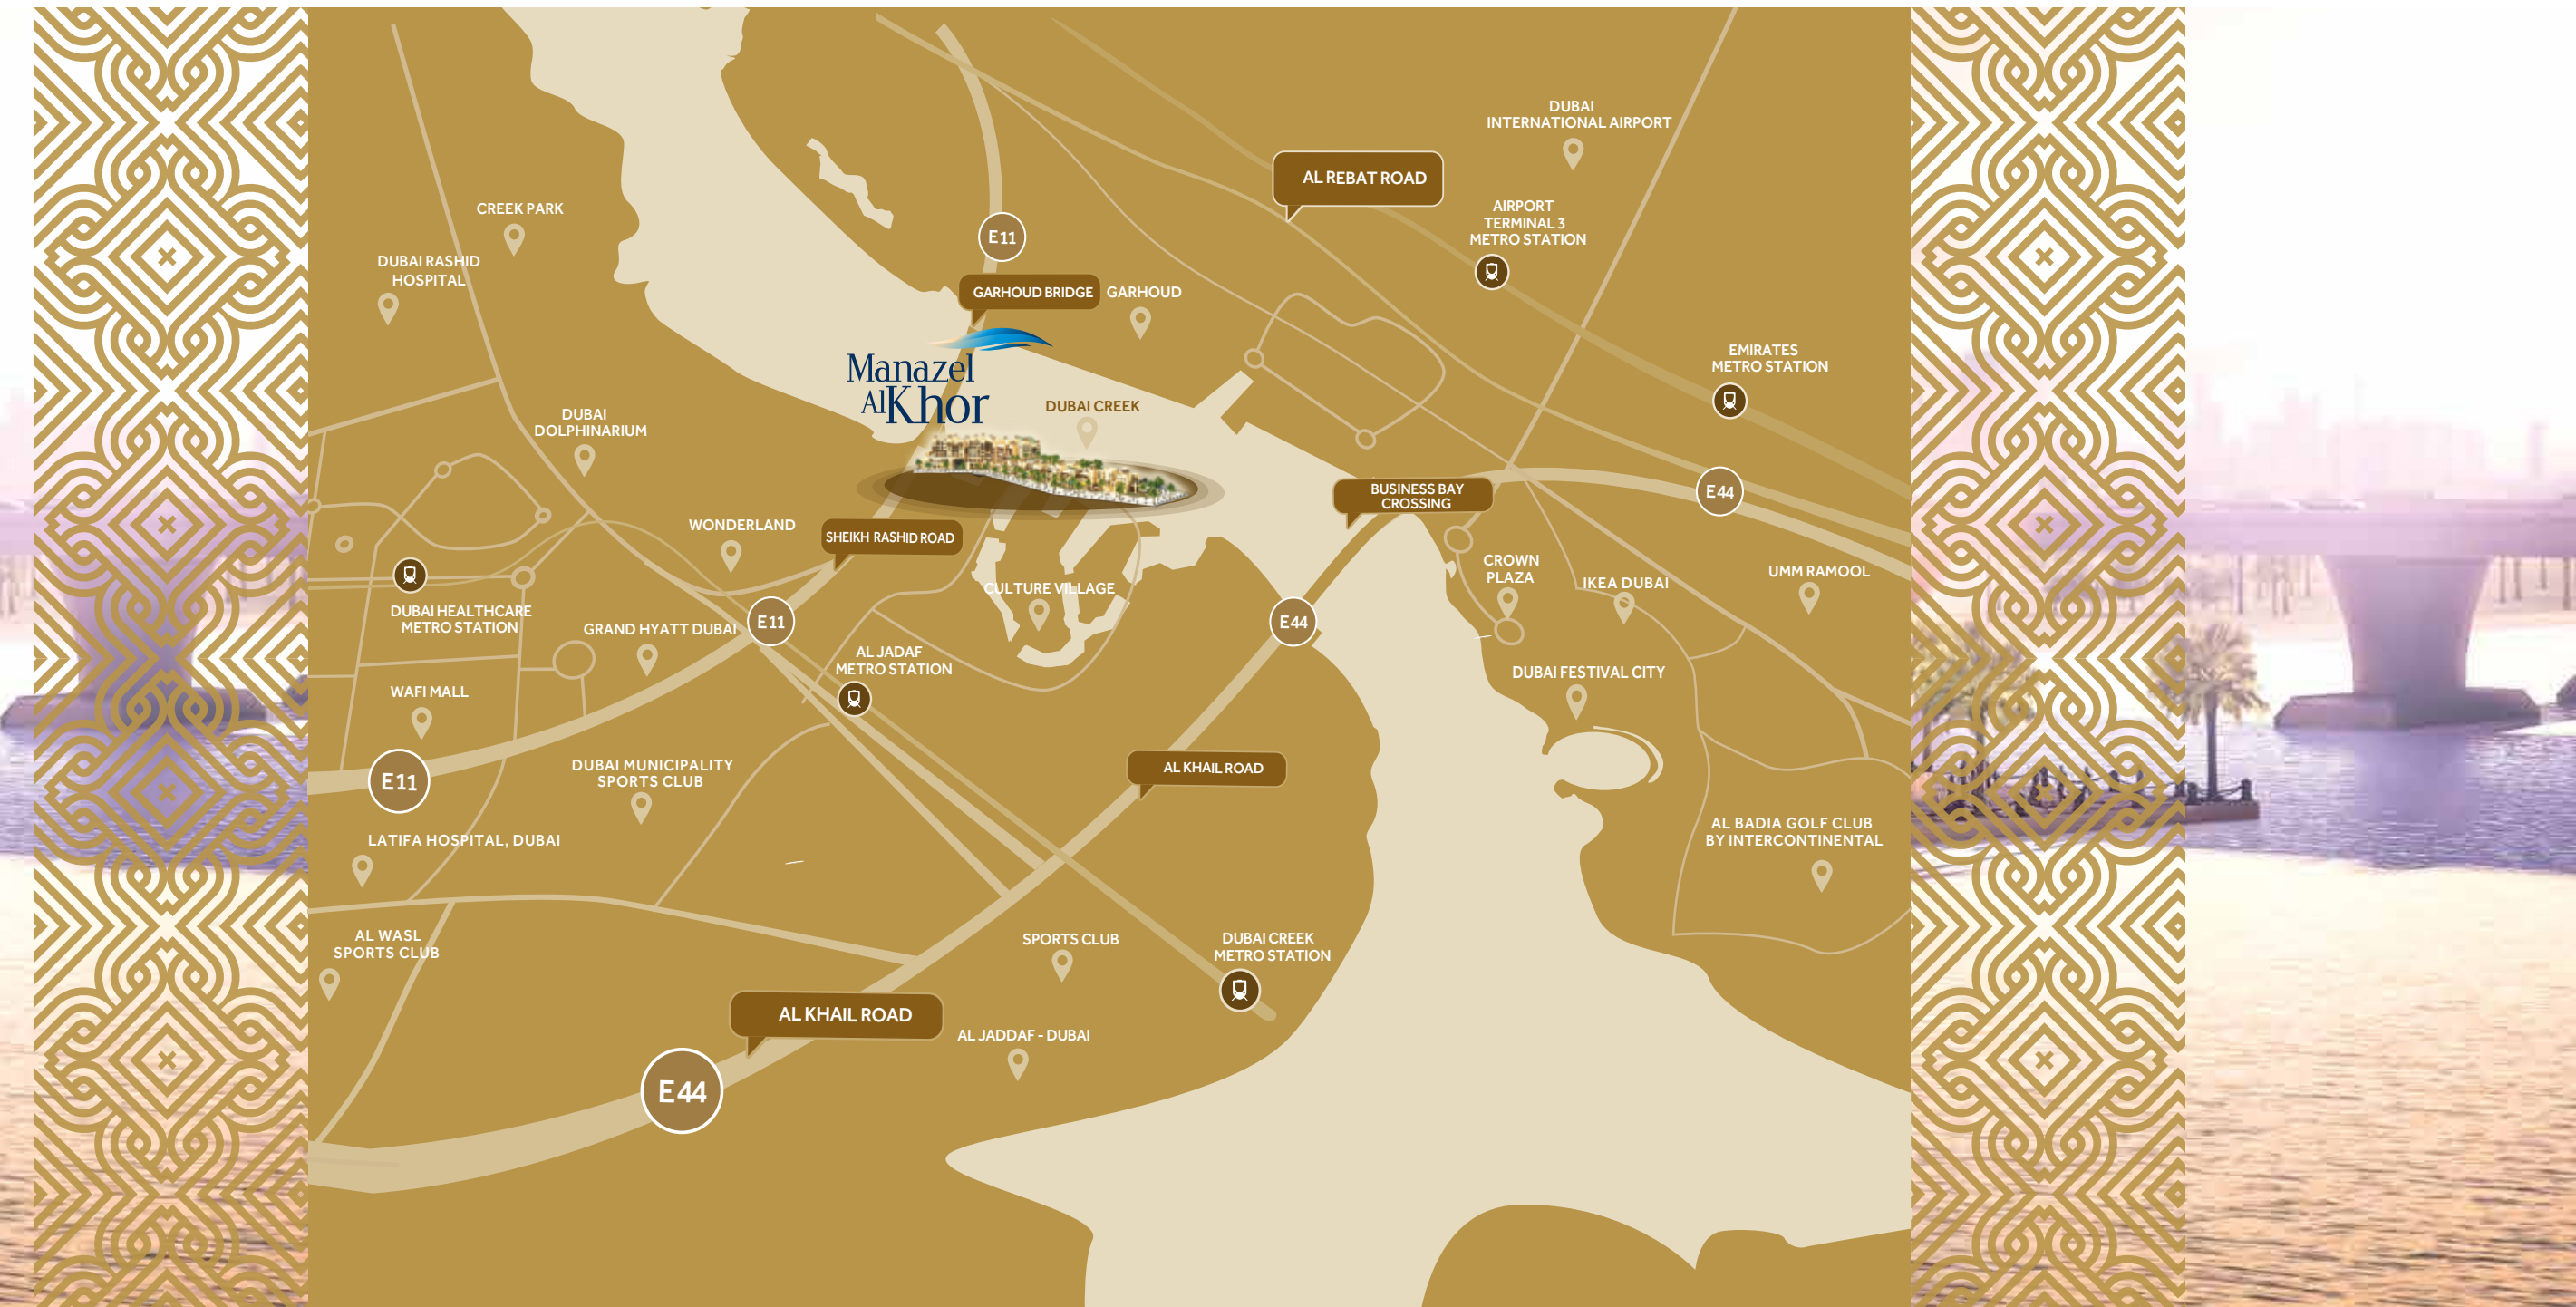 DUBAI
INTERNATIONAL AIRPORT
AL REBAT ROAD
CREEK PARK
AIRPORT
TERMINAL 3
METRO STATION
E11
DUBAI RASHID
HOSPITAL
GARHOUD BRIDGE
GARHOUD
Manazel
Al Khor
EMIRATES
METRO STATION
DUBAI CREEK
DUBAI
DOLPHINARIUM
E44
BUSINESS BAY
CROSSING
WONDERLAND
SHEIKH RASHID ROAD
CROWN
PLAZA
IKEA DUBAI
UMM RAMOOL
CULTURE VILLAGE
DUBAI HEALTHCARE
METRO STATION
GRAND HYATT DUBAI
E11
E44
AL JADAF
METRO STATION
DUBAI FESTIVAL CITY
WAFI MALL
E11
DUBAI MUNICIPALITY
SPORTS CLUB
AL KHAIL ROAD
LATIFA HOSPITAL, DUBAI
AL BADIA GOLF CLUB
BY INTERCONTINENTAL
AL WASL
SPORTS CLUB
SPORTS CLUB
DUBAI CREEK
METRO STATION
AL KHAIL ROAD
AL JADDAF - DUBAI
E44